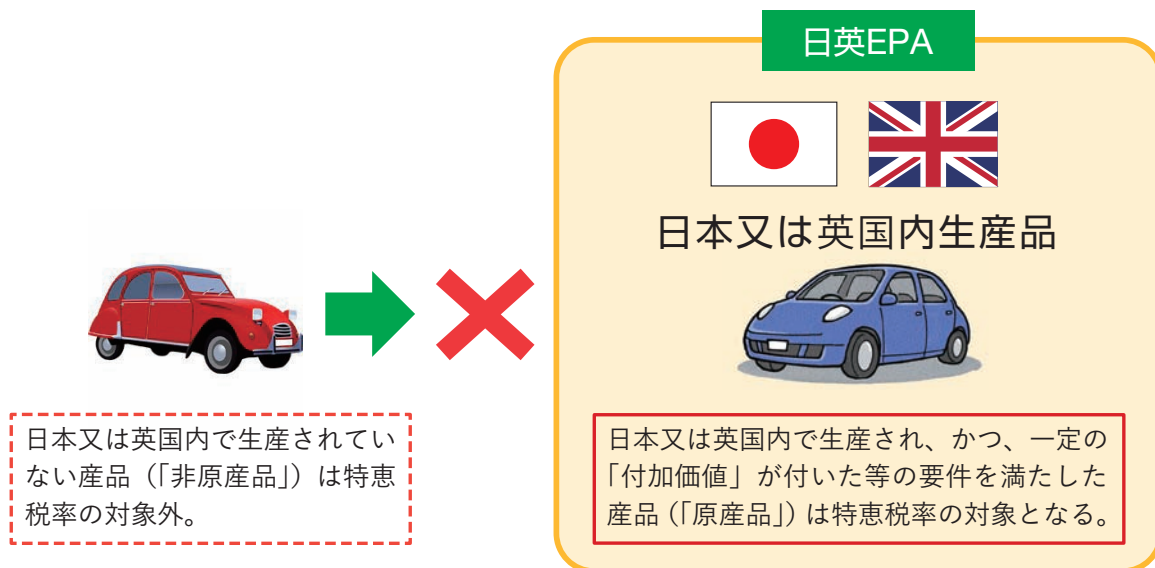 日英EPA
日本又は英国内生産品
日本又は英国内で生産されてい
ない産品（「非原産品」）は特恵
税率の対象外。
日本又は英国内で生産され、かつ、一定の
「付加価値」が付いた等の要件を満たした
産品（「原産品」）は特恵税率の対象となる。